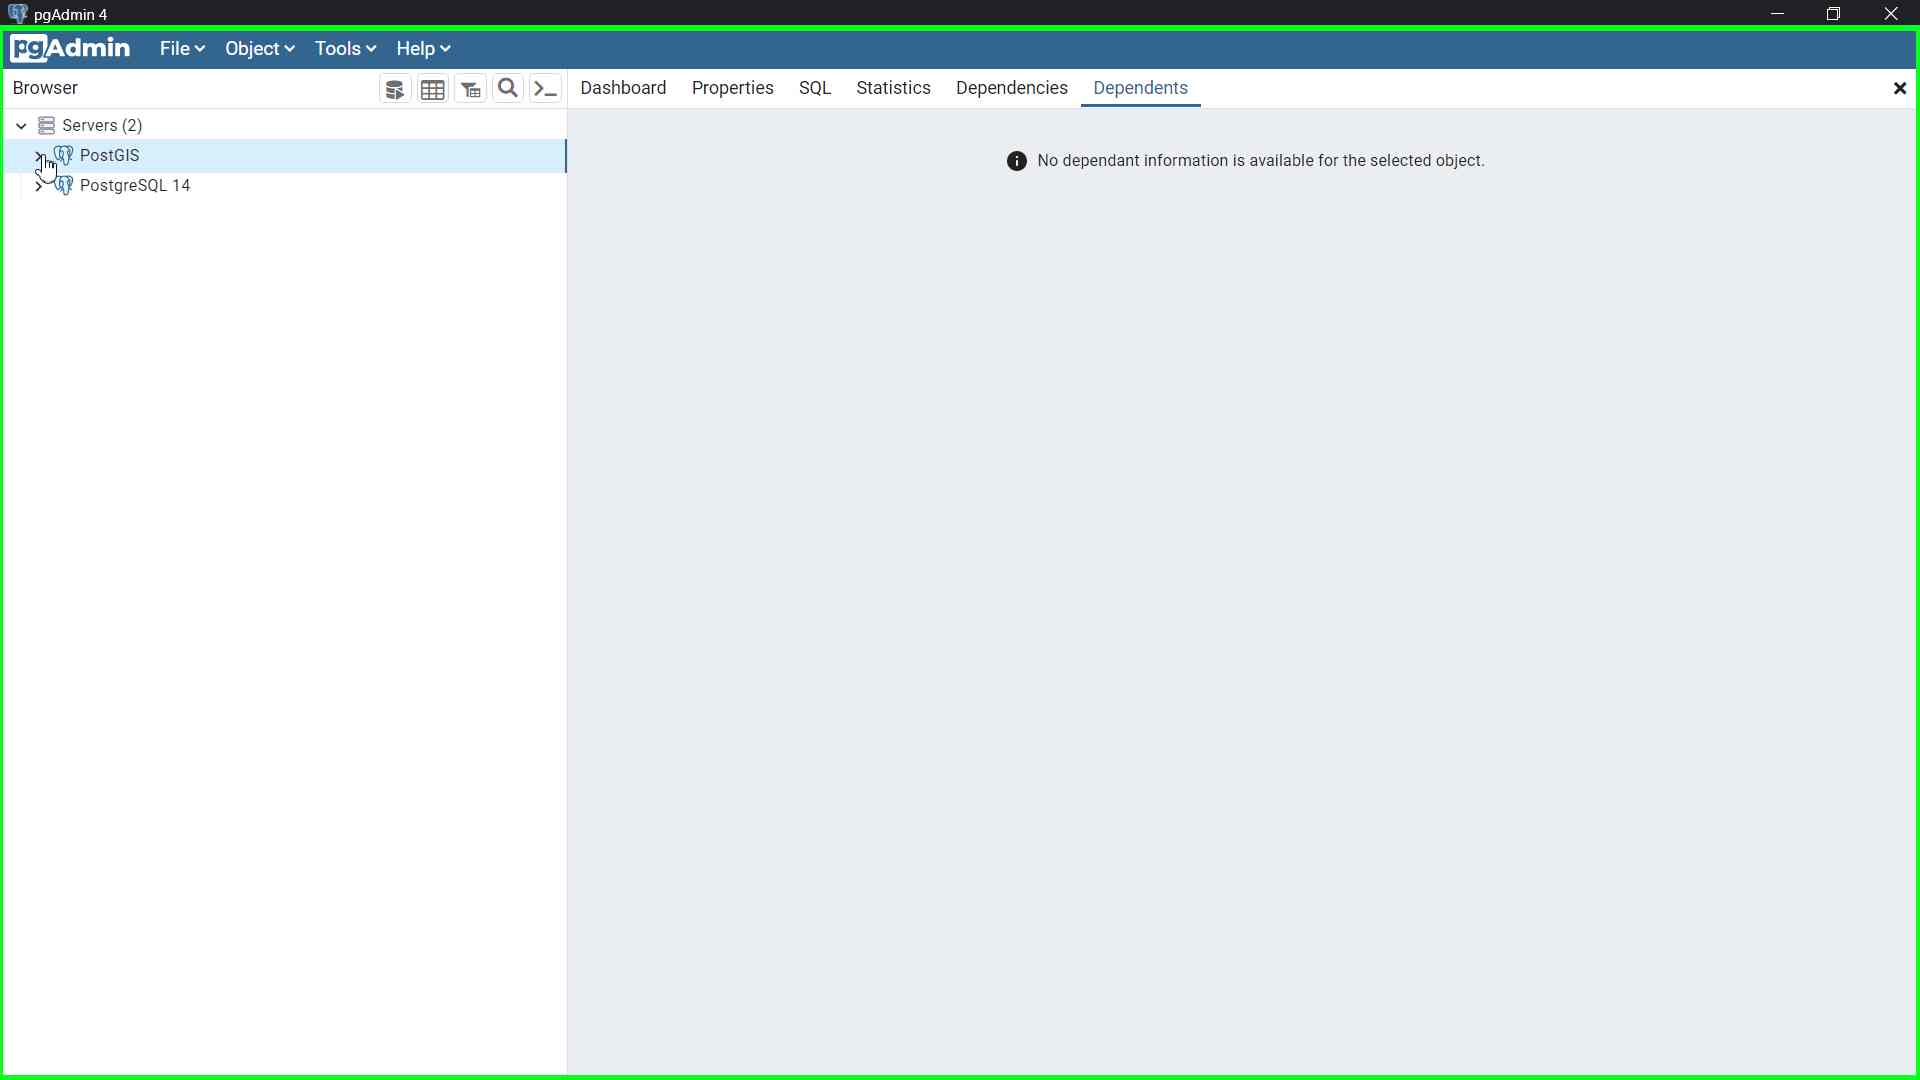 pgAdmin 4
pgAdmin File Object Tools Help
Browser
Dashboard Properties SQL Statistics Dependencies Dependents
Servers (2)
PostGIS
PostgreSQL 14
No dependant information is available for the selected object.